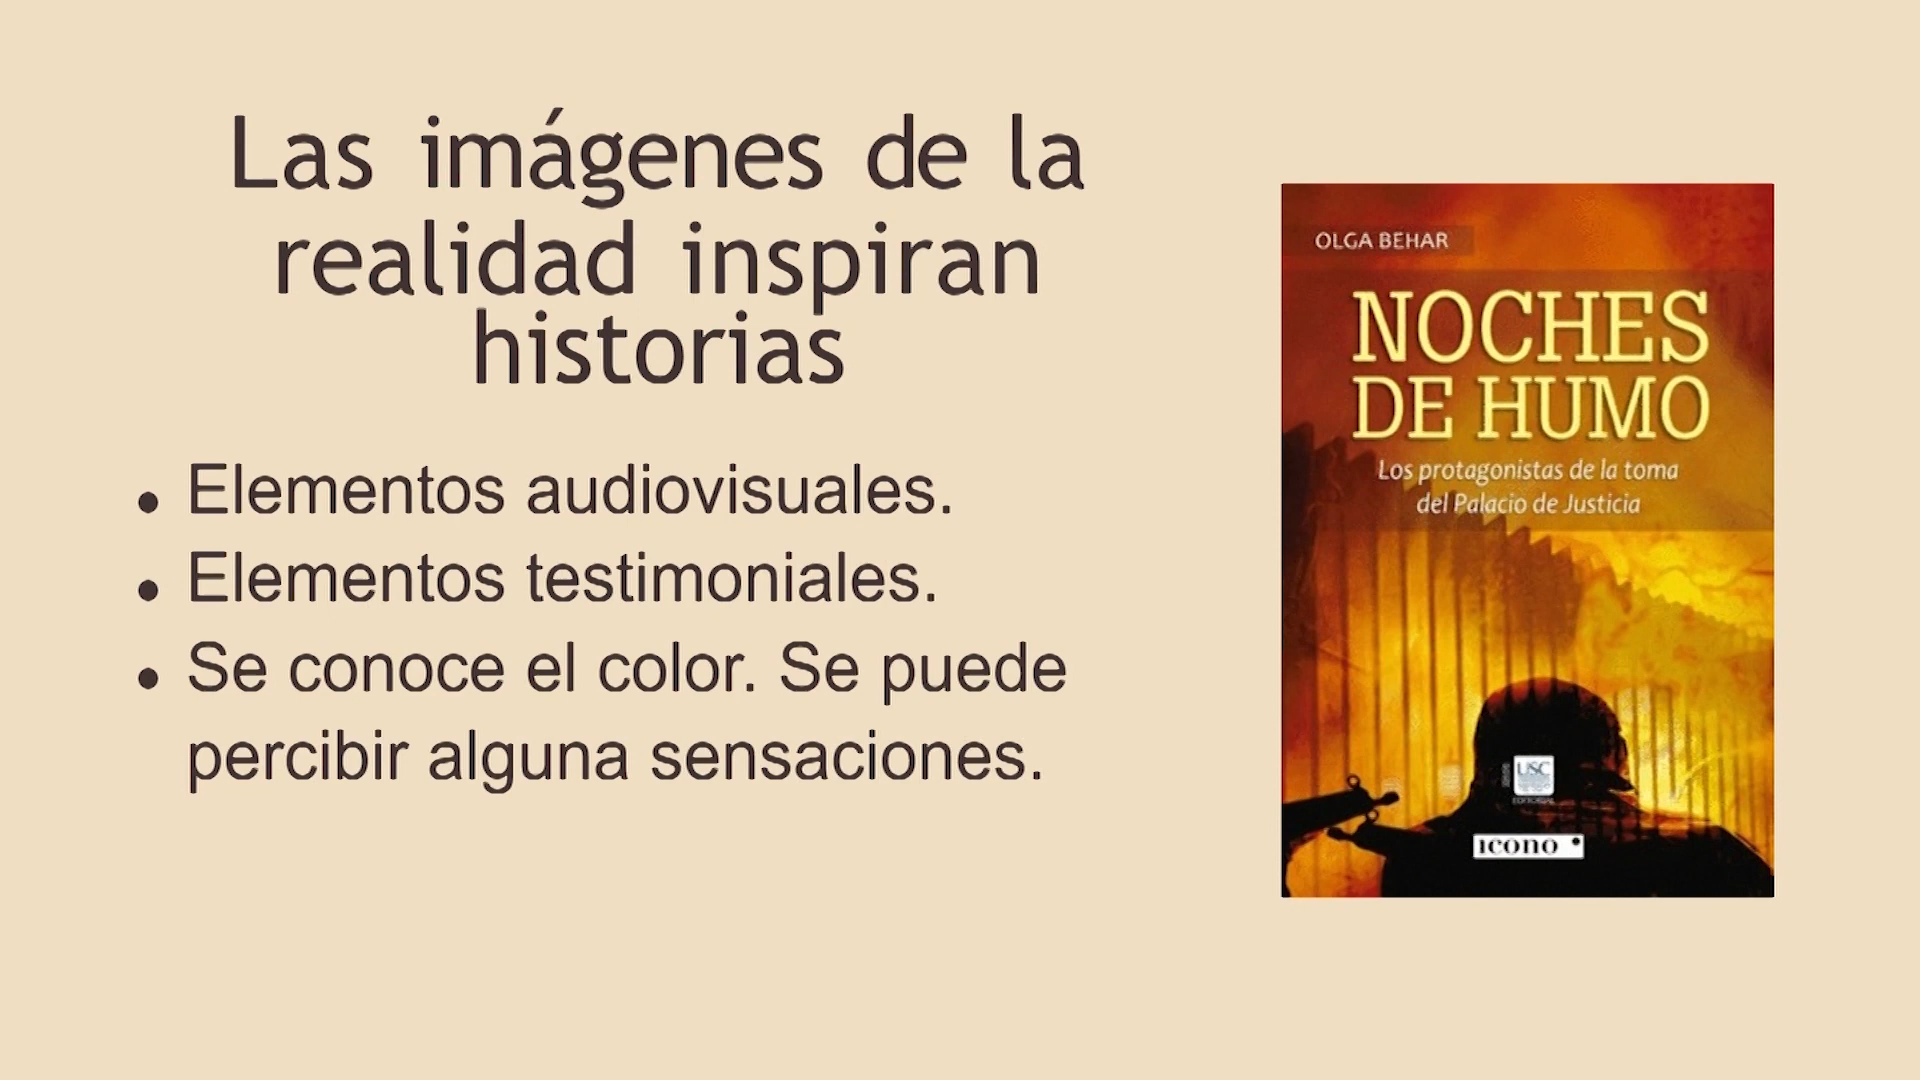 Las imágenes de la
realidad inspiran
historias
• Elementos audiovisuales.
• Elementos testimoniales.
• Se conoce el color. Se puede
percibir alguna sensaciones.
OLGA BEHAR
NOCHES
DE HUMO
Los protagonistas de la toma
del Palacio de Justicia
USC
EDITORIAL
icono